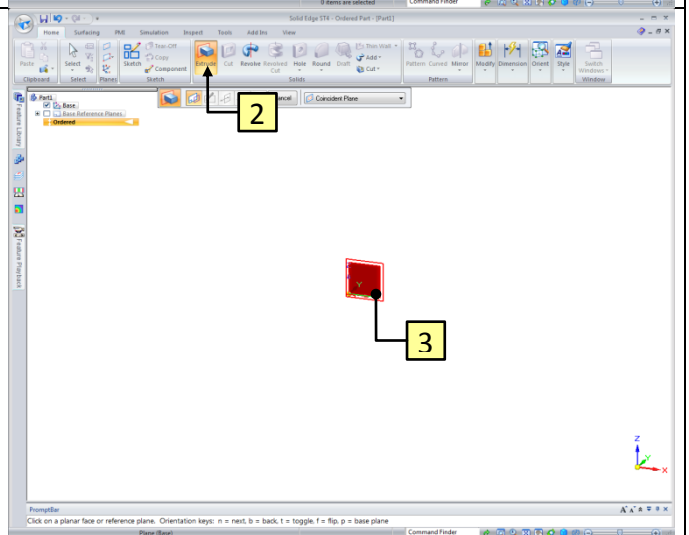 0 items are selected Command Finder
Solid Edge ST4 - Ordered Part - [Part1]
Home Surfacing PMI Simulation Inspect Tools Add Ins View
Paste Select Sketch Tear-Off Copy Component Extrude Cut Revolve Revolved Cut Hole Round Draft Thin Wall Add Cut Pattern Curved Mirror Modify Dimension Orient Style Switch Windows
Clipboard Select Planes Sketch Solids Pattern Window
Part1
Base
Base Reference Planes
Ordered
Coincident Plane
2
Feature Library
Feature Playback
Y
3
Z
Y
X
PromptBar
Click on a planar face or reference plane. Orientation keys: n = next, b = back, t = toggle, f = flip, p = base plane
Plane (Base) Command Finder